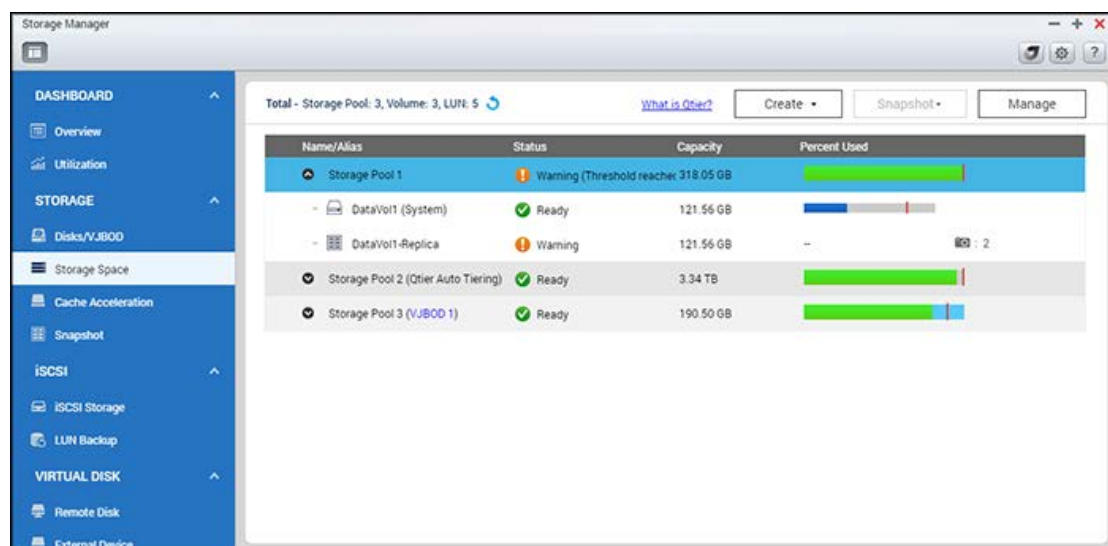 Storage Manager
DASHBOARD
Overview
Utilization
STORAGE
Disks/VJBOD
Storage Space
Cache Acceleration
Snapshot
iSCSI
iSCSI Storage
LUN Backup
VIRTUAL DISK
Remote Disk
External Device
Total - Storage Pool: 3, Volume: 3, LUN: 5 What is Qtier? Create Snapshot Manage
Name/Alias Status Capacity Percent Used
Storage Pool 1 Warning (Threshold reached 318.05 GB
DataVol1 (System) Ready 121.56 GB
DataVol1-Replica Warning 121.56 GB -- : 2
Storage Pool 2 (Qtier Auto Tiering) Ready 3.34 TB
Storage Pool 3 (VJBOD 1) Ready 190.50 GB